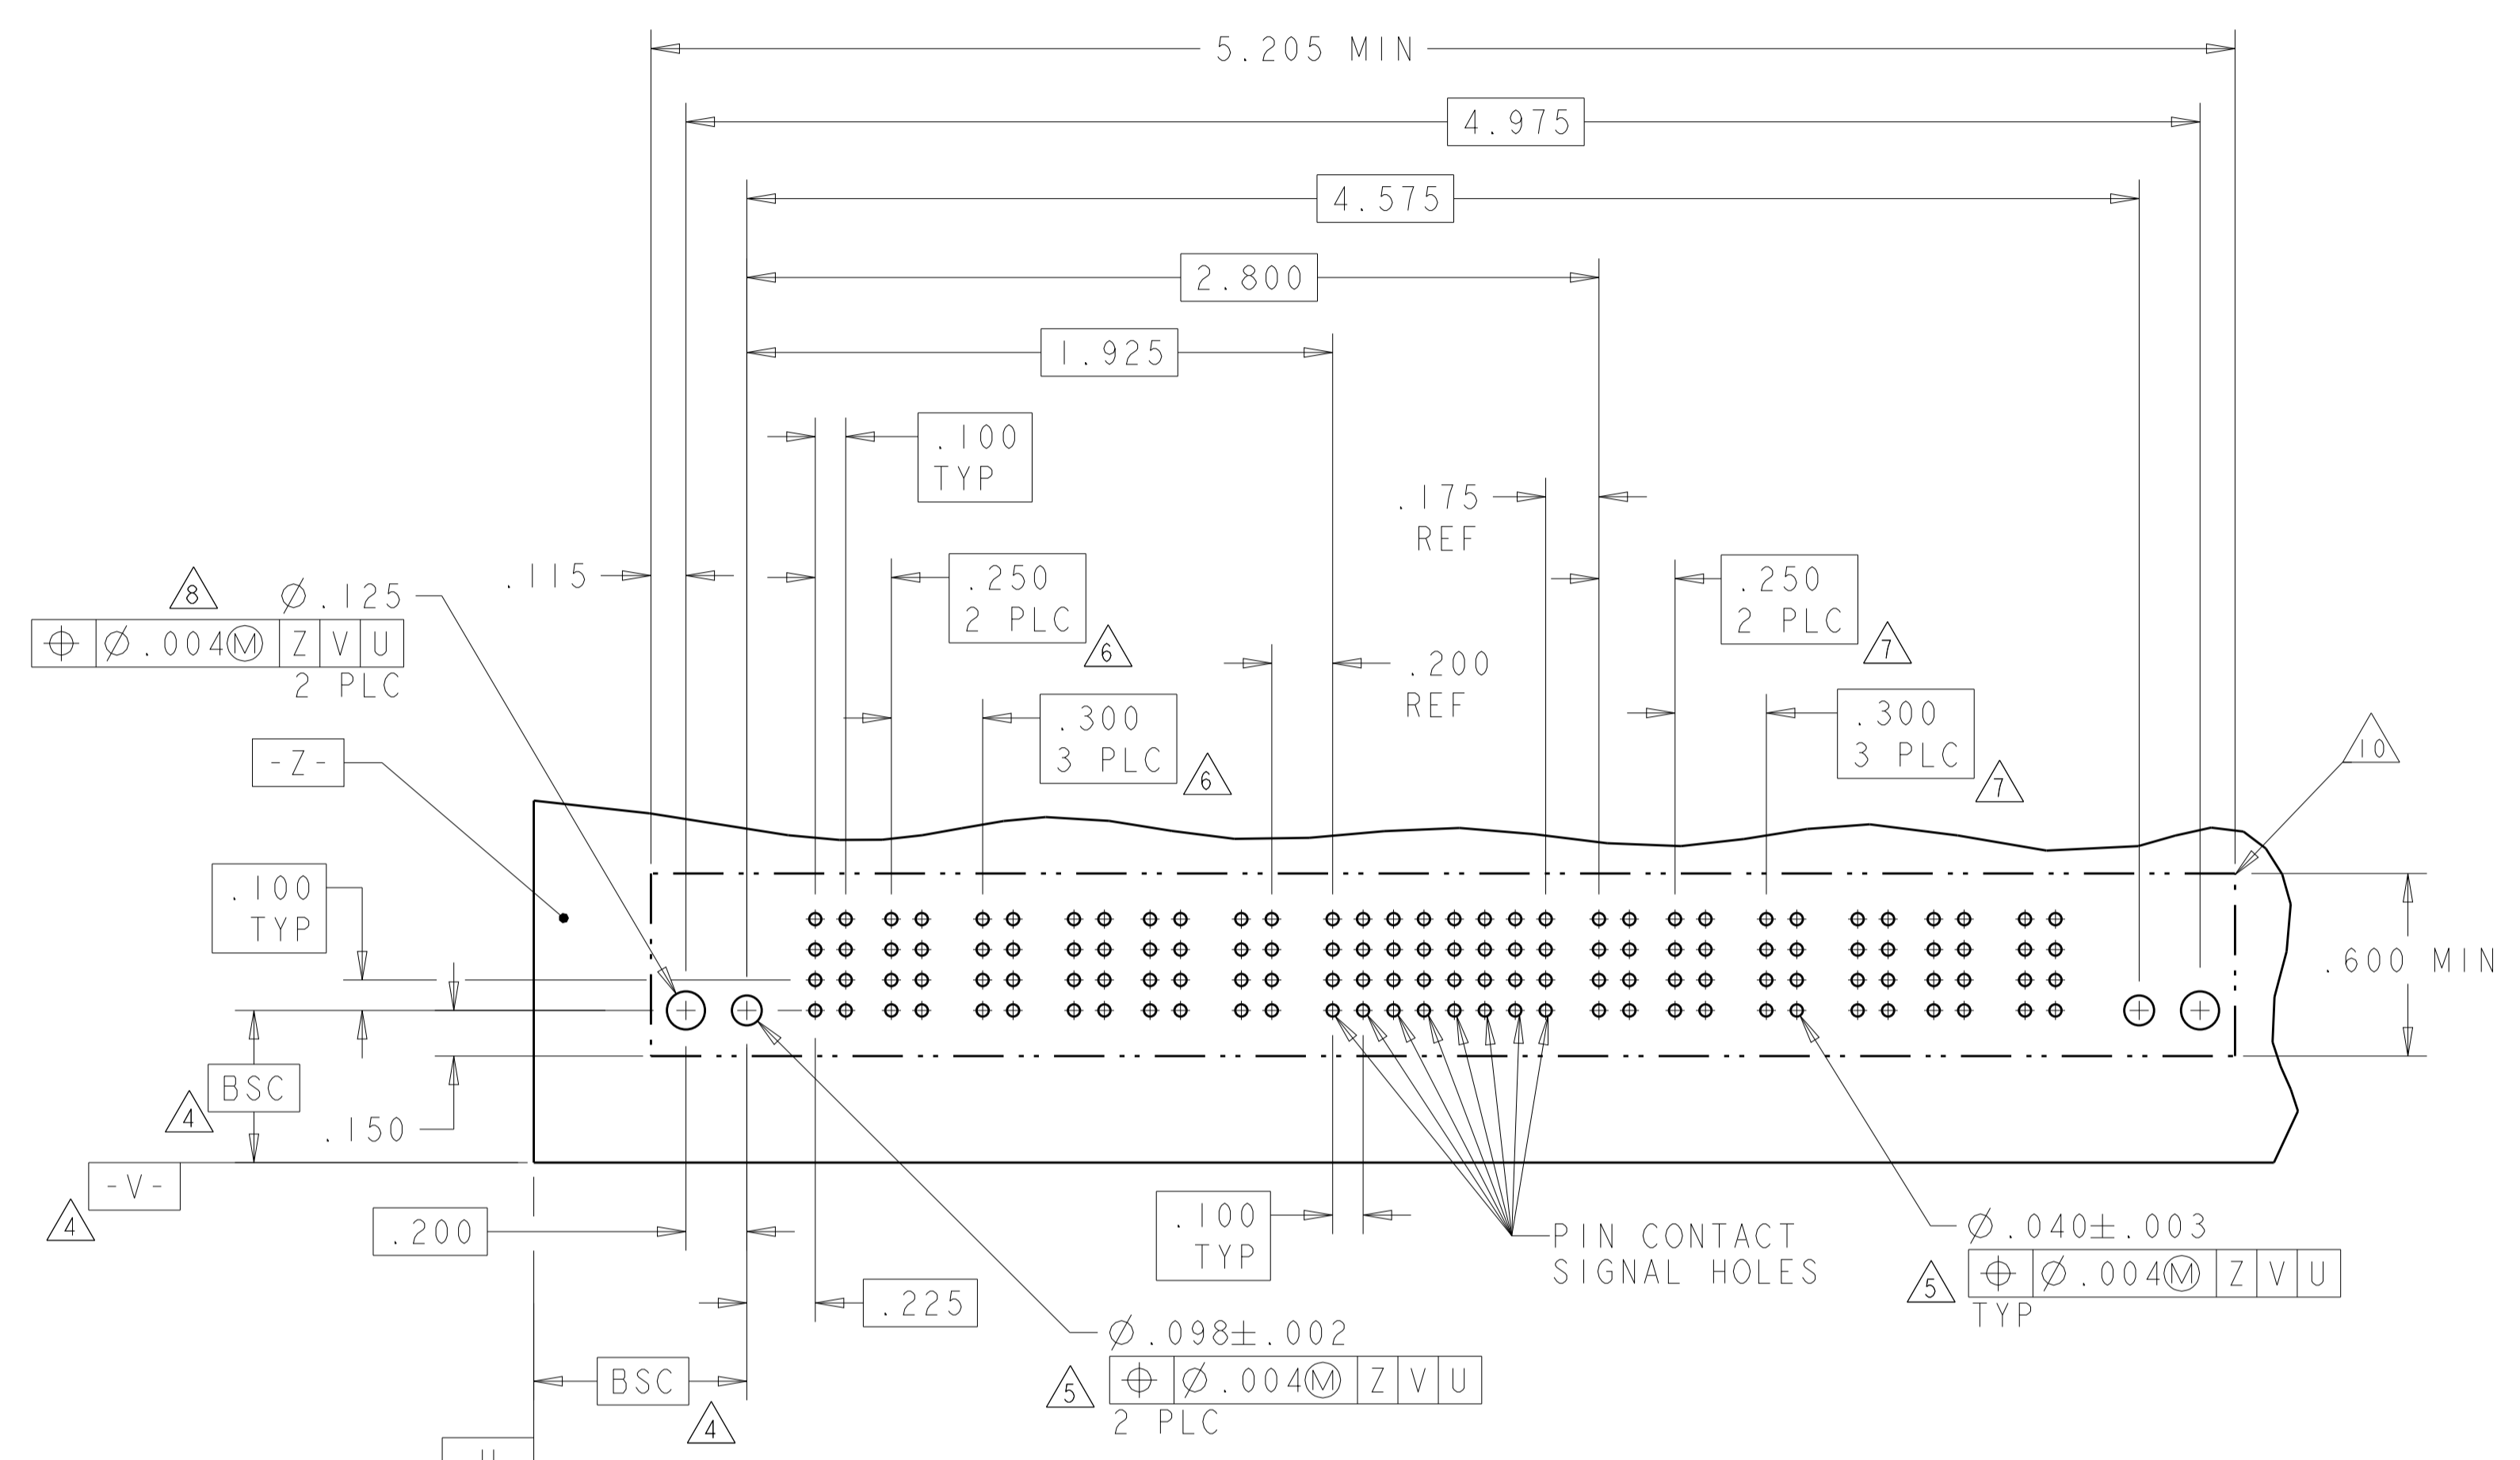 5.205 MIN
4.975
4.575
2.800
1.925
.100
TYP
.175
REF
.115
.250
2 PLC
6
.250
2 PLC
7
8
⌀.125
⌖ ⌀.004Ⓜ Z V U
2 PLC
.200
REF
.300
3 PLC
6
.300
3 PLC
7
-Z-
10
.100
TYP
.600 MIN
BSC
4
.150
-V-
4
.200
.100
TYP
PIN CONTACT
SIGNAL HOLES
⌀.040±.003
5
⌖ ⌀.004Ⓜ Z V U
TYP
.225
⌀.098±.002
5
⌖ ⌀.004Ⓜ Z V U
2 PLC
BSC
4